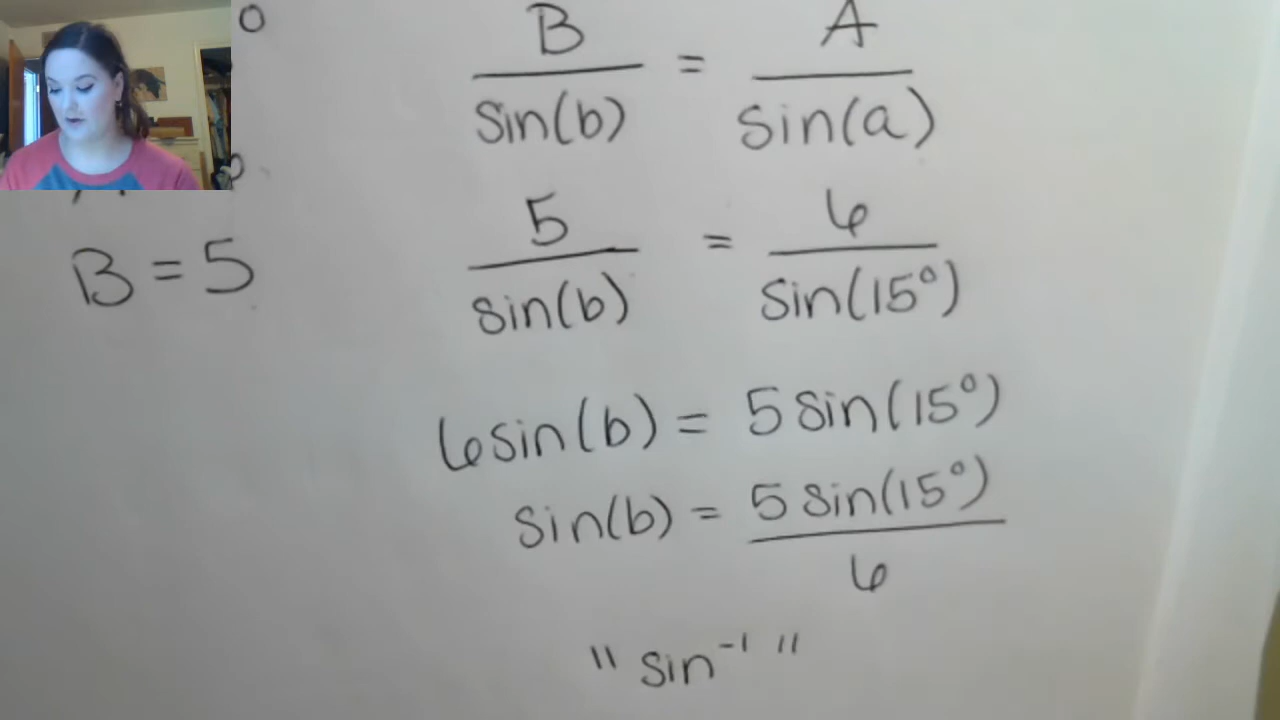 B/sin(b) = A/sin(a)
B = 5
5/sin(b) = 6/sin(15°)
6sin(b) = 5sin(15°)
sin(b) = 5sin(15°)/6
"sin⁻¹"